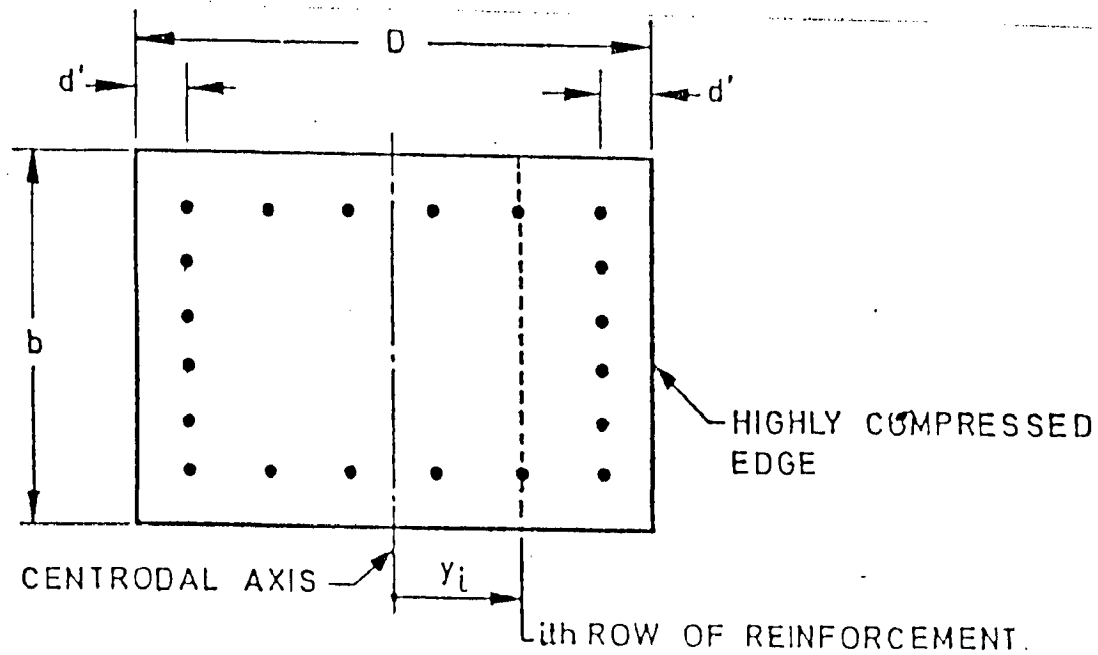 D
d'
d'
b
HIGHLY COMPRESSED
EDGE
CENTRODAL AXIS
yi
ith ROW OF REINFORCEMENT.